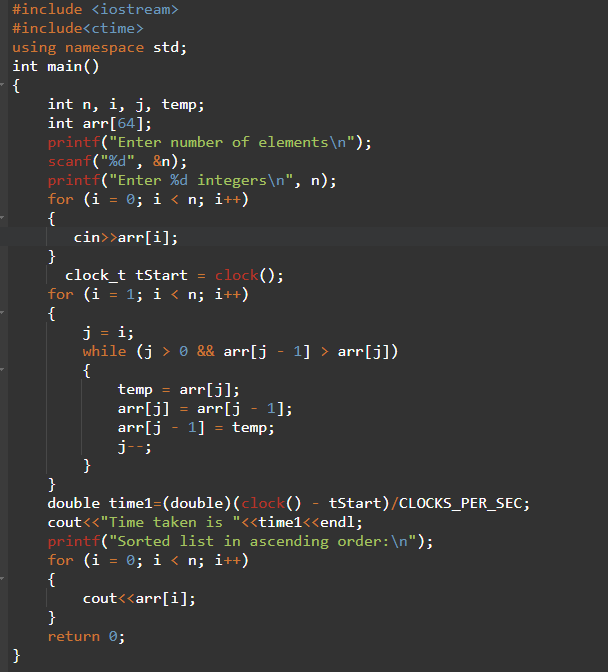 #include <iostream>
#include<ctime>
using namespace std;
int main()
{
    int n, i, j, temp;
    int arr[64];
    printf("Enter number of elements\n");
    scanf("%d", &n);
    printf("Enter %d integers\n", n);
    for (i = 0; i < n; i++)
    {
       cin>>arr[i];
    }
      clock_t tStart = clock();
    for (i = 1; i < n; i++)
    {
        j = i;
        while (j > 0 && arr[j - 1] > arr[j])
        {
            temp = arr[j];
            arr[j] = arr[j - 1];
            arr[j - 1] = temp;
            j--;
        }
    }
    double time1=(double)(clock() - tStart)/CLOCKS_PER_SEC;
    cout<<"Time taken is "<<time1<<endl;
    printf("Sorted list in ascending order:\n");
    for (i = 0; i < n; i++)
    {
        cout<<arr[i];
    }
    return 0;
}